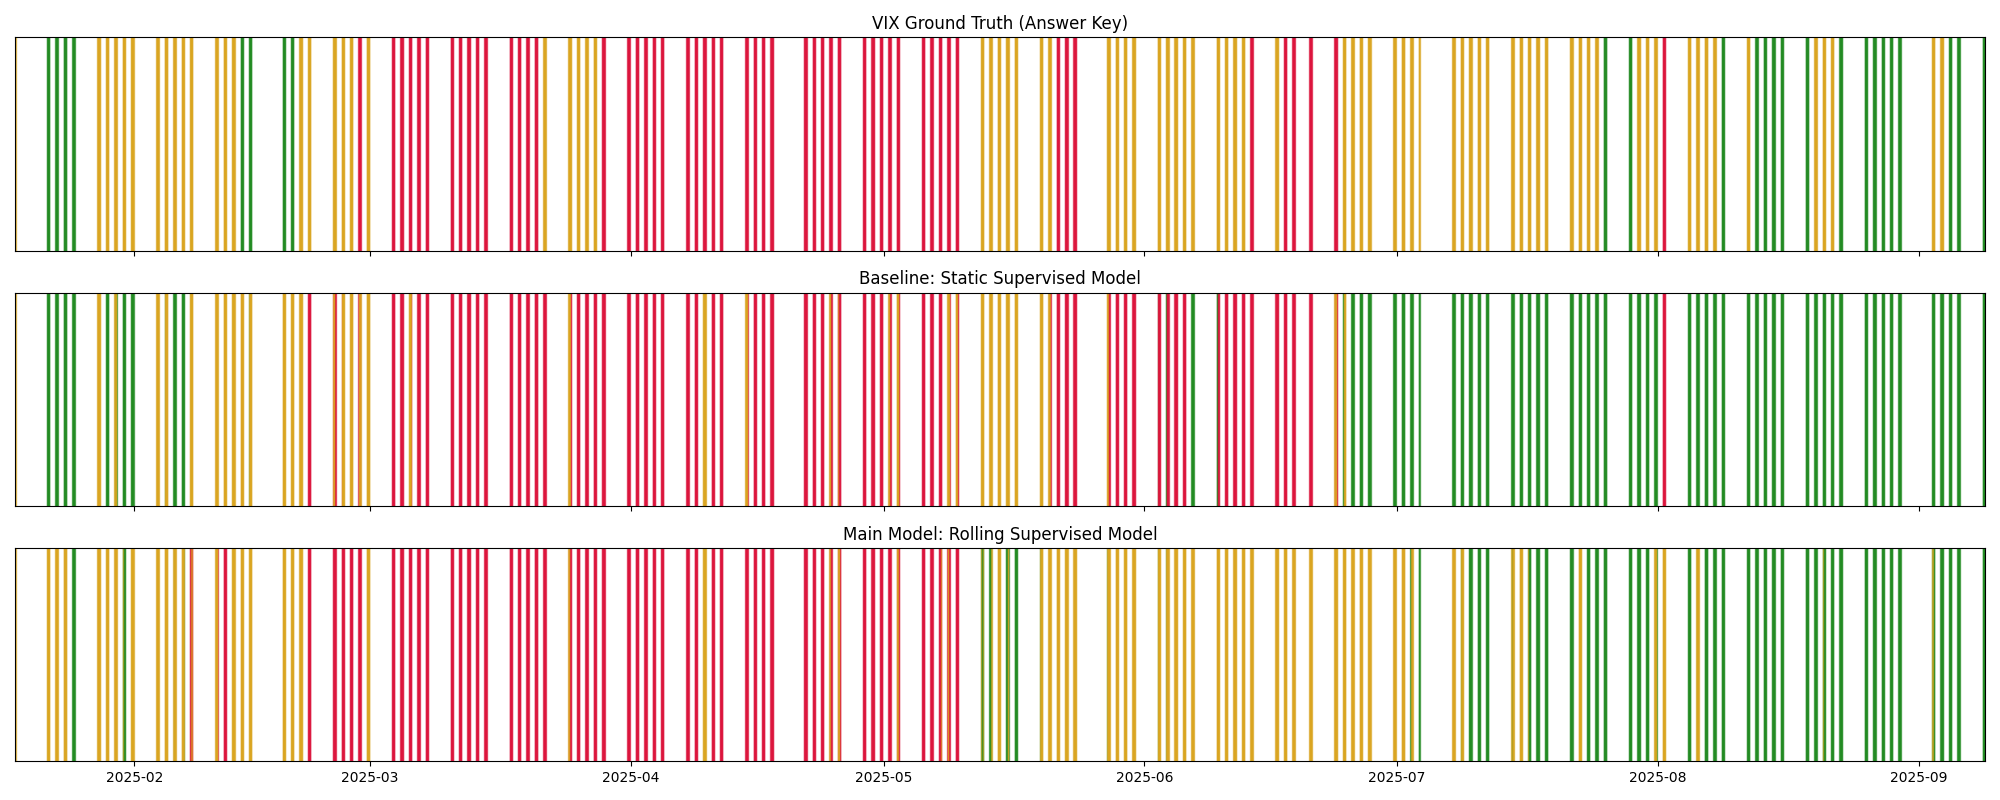 VIX Ground Truth (Answer Key)
Baseline: Static Supervised Model
Main Model: Rolling Supervised Model
2025-02 2025-03 2025-04 2025-05 2025-06 2025-07 2025-08 2025-09